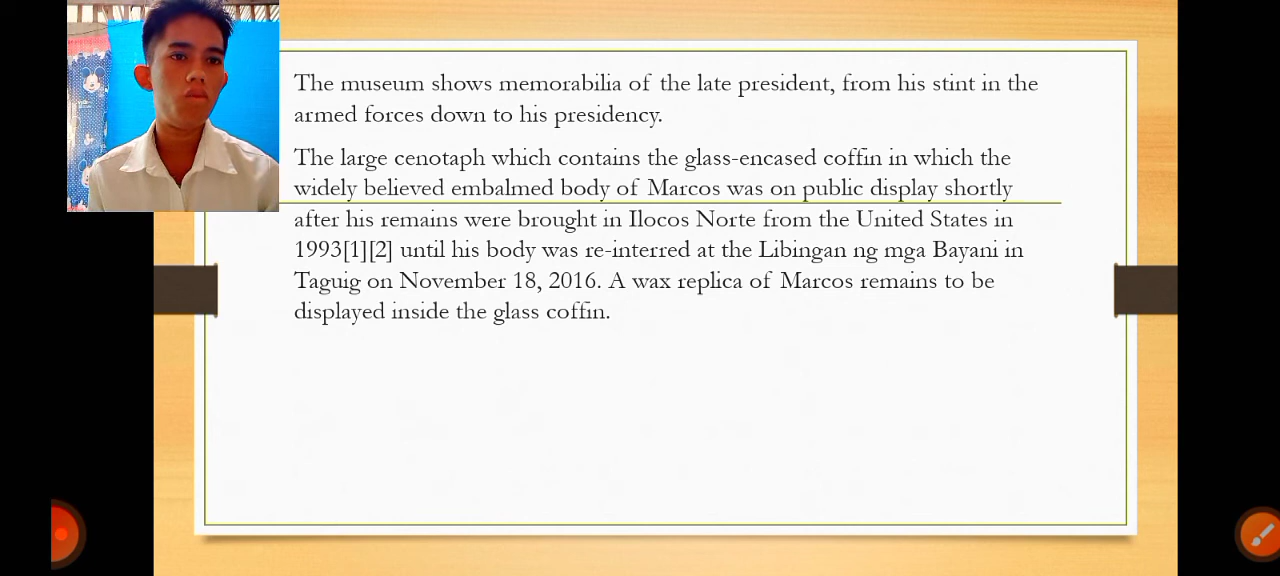 The museum shows memorabilia of the late president, from his stint in the
armed forces down to his presidency.
The large cenotaph which contains the glass-encased coffin in which the
widely believed embalmed body of Marcos was on public display shortly
after his remains were brought in Ilocos Norte from the United States in
1993[1][2] until his body was re-interred at the Libingan ng mga Bayani in
Taguig on November 18, 2016. A wax replica of Marcos remains to be
displayed inside the glass coffin.